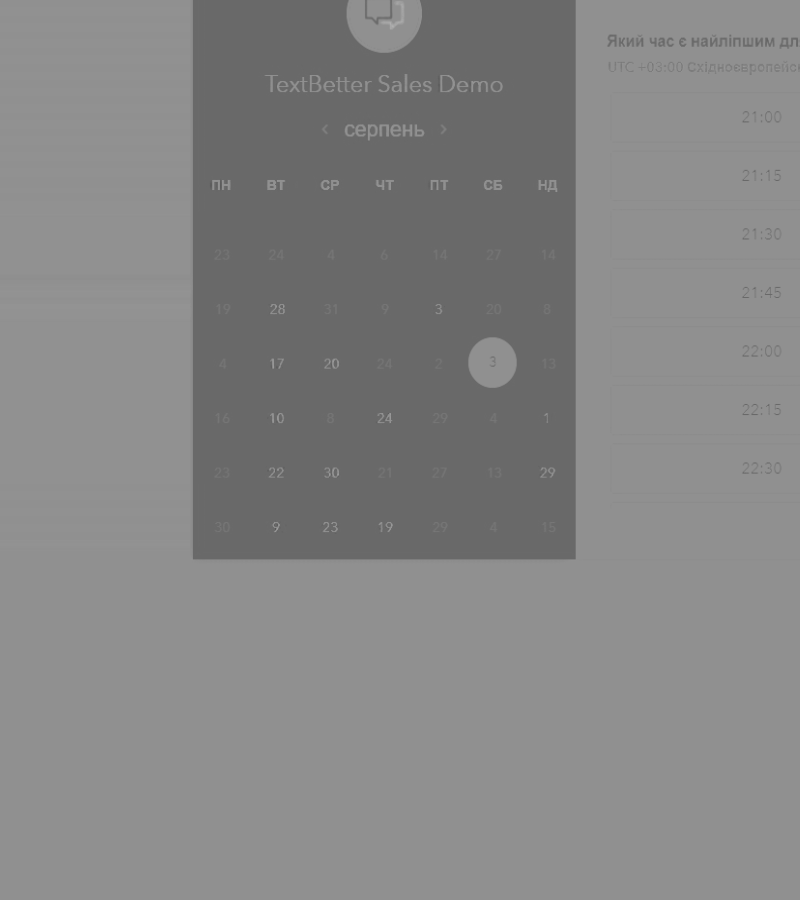 TextBetter Sales Demo
‹ серпень ›
ПН ВТ СР ЧТ ПТ СБ НД
23 24 4 6 14 27 14
19 28 31 9 3 20 8
4 17 20 24 2 3 13
16 10 8 24 29 4 1
23 22 30 21 27 13 29
30 9 23 19 29 4 15
Який час є найліпшим дл
UTC +03:00 Східноєвропейсь
21:00
21:15
21:30
21:45
22:00
22:15
22:30